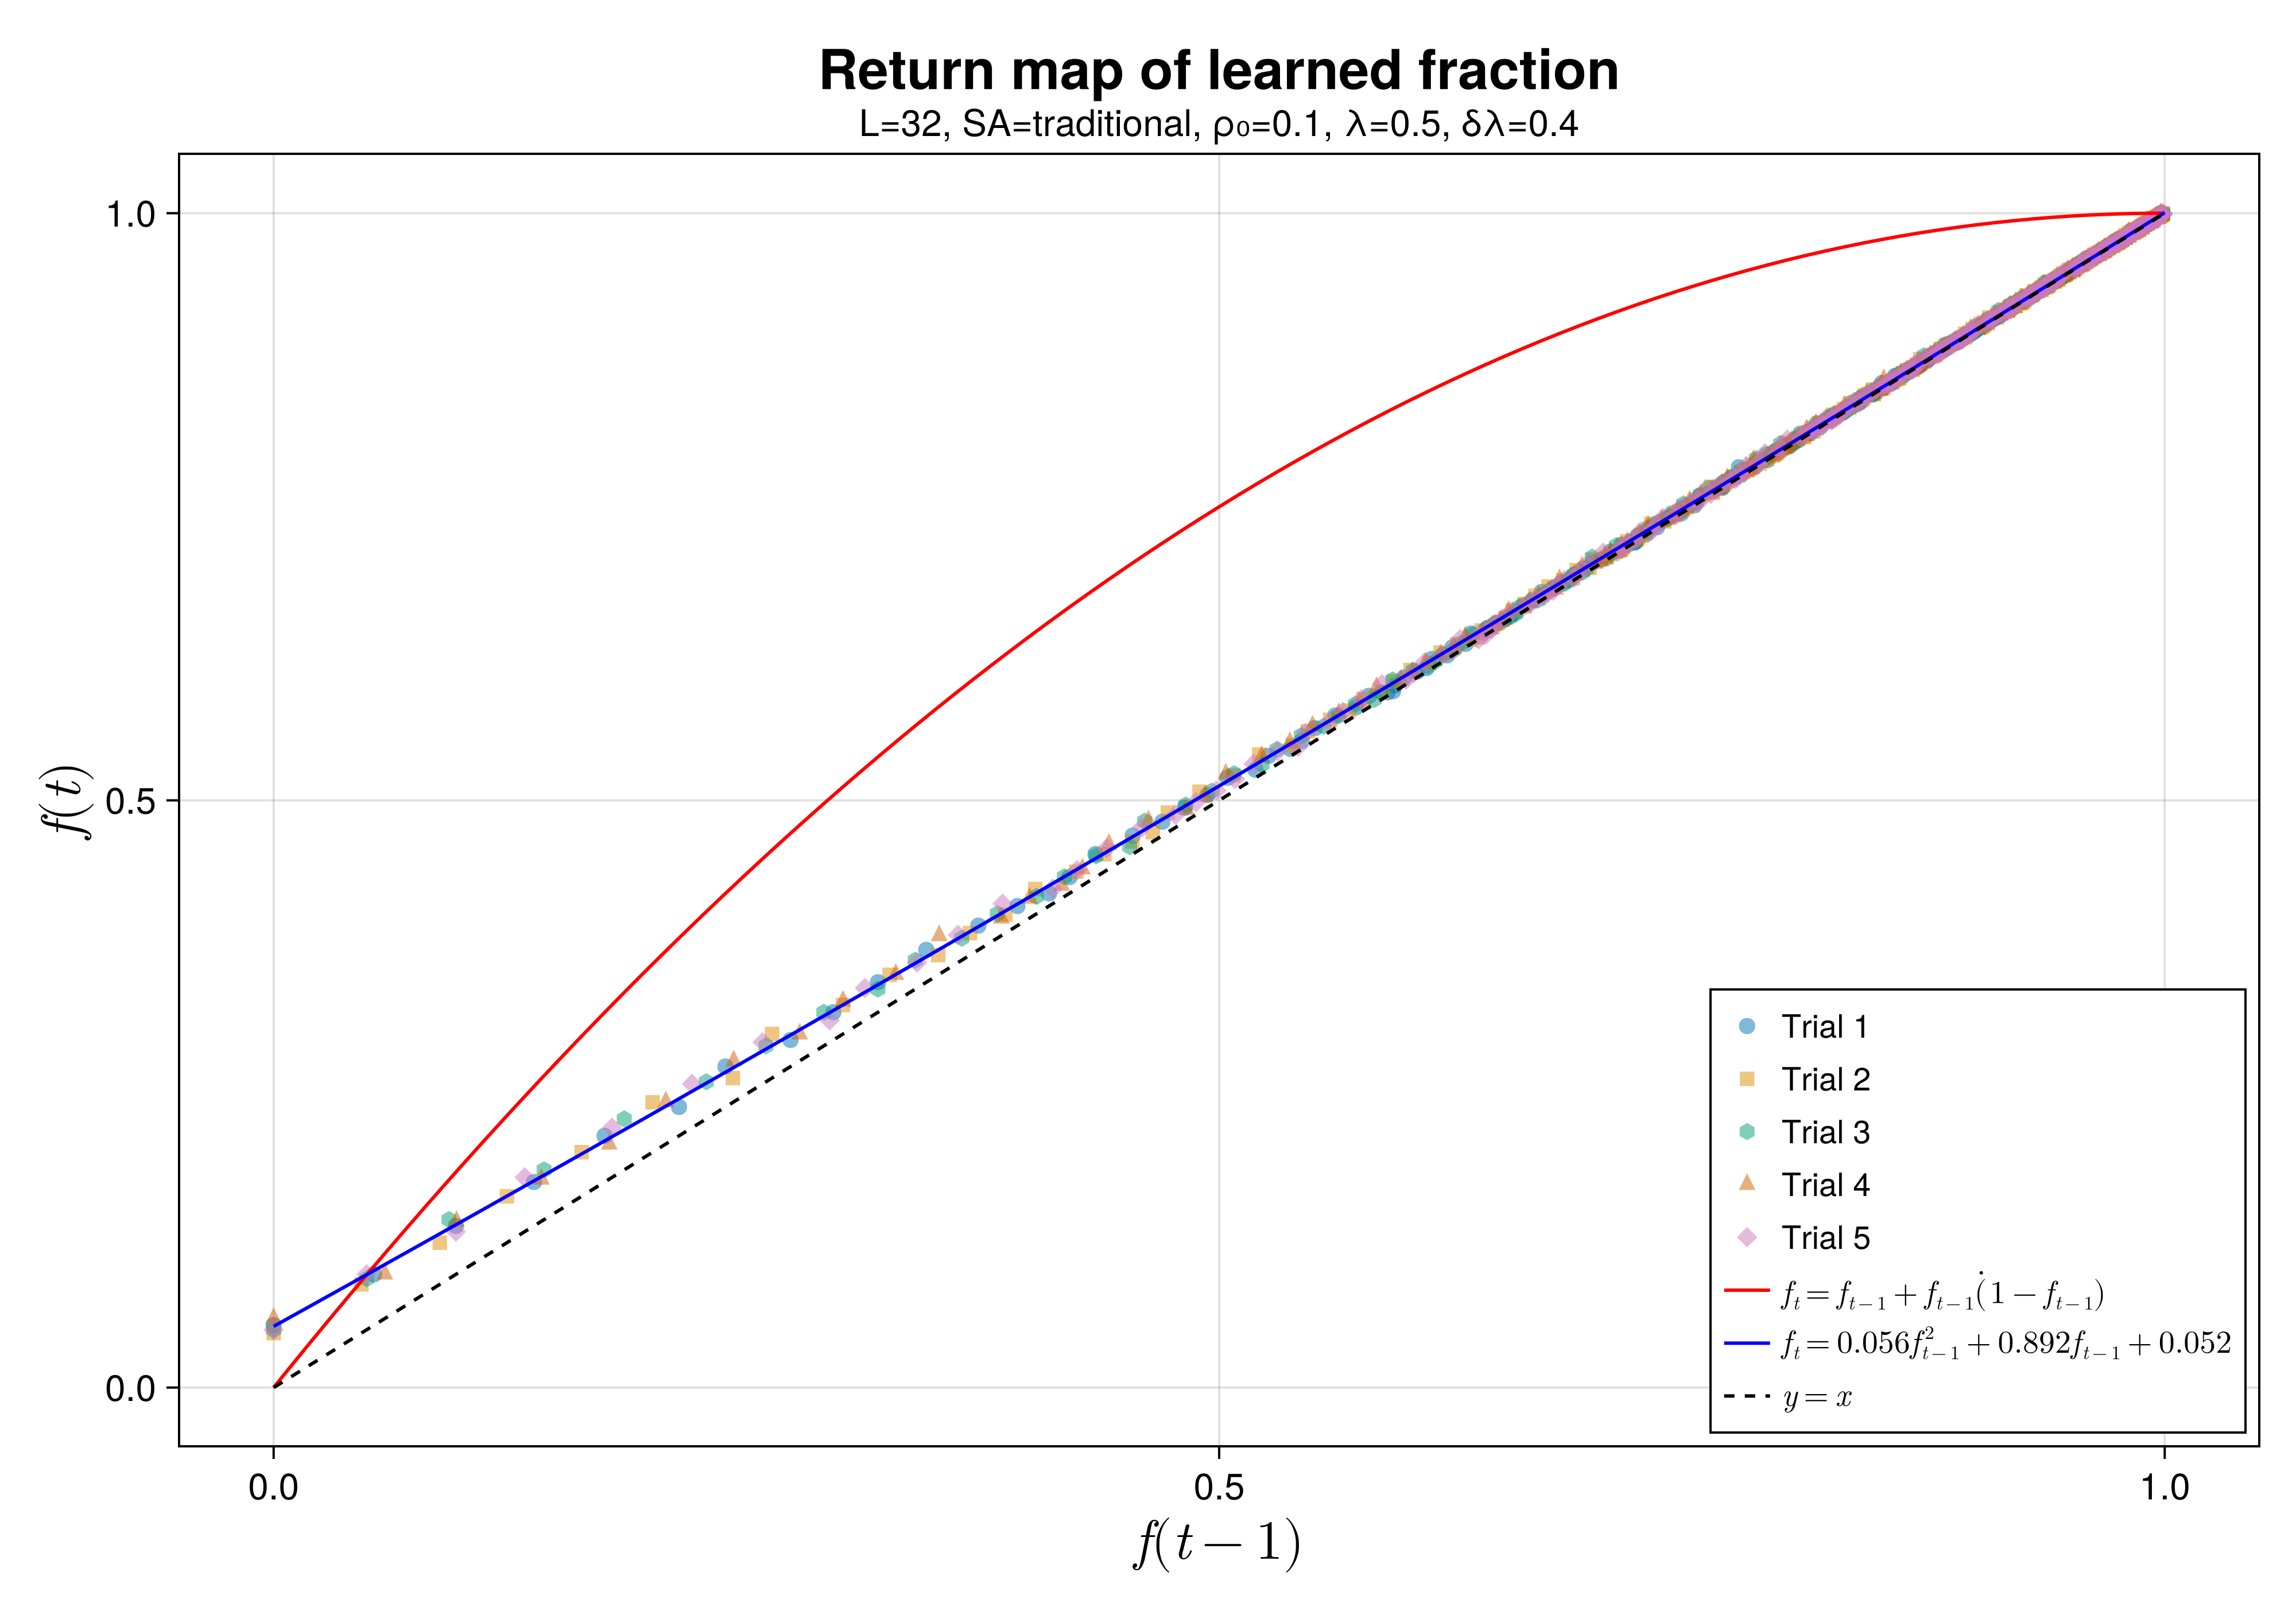 Return map of learned fraction
L=32, SA=traditional, ρ₀=0.1, λ=0.5, δλ=0.4
1.0
0.5
0.0
f(t)
0.0 0.5 1.0
f(t − 1)
Trial 1
Trial 2
Trial 3
Trial 4
Trial 5
f_t = f_{t−1} + f_{t−1}(̇1 − f_{t−1})
f_t = 0.056f²_{t−1} + 0.892f_{t−1} + 0.052
y = x